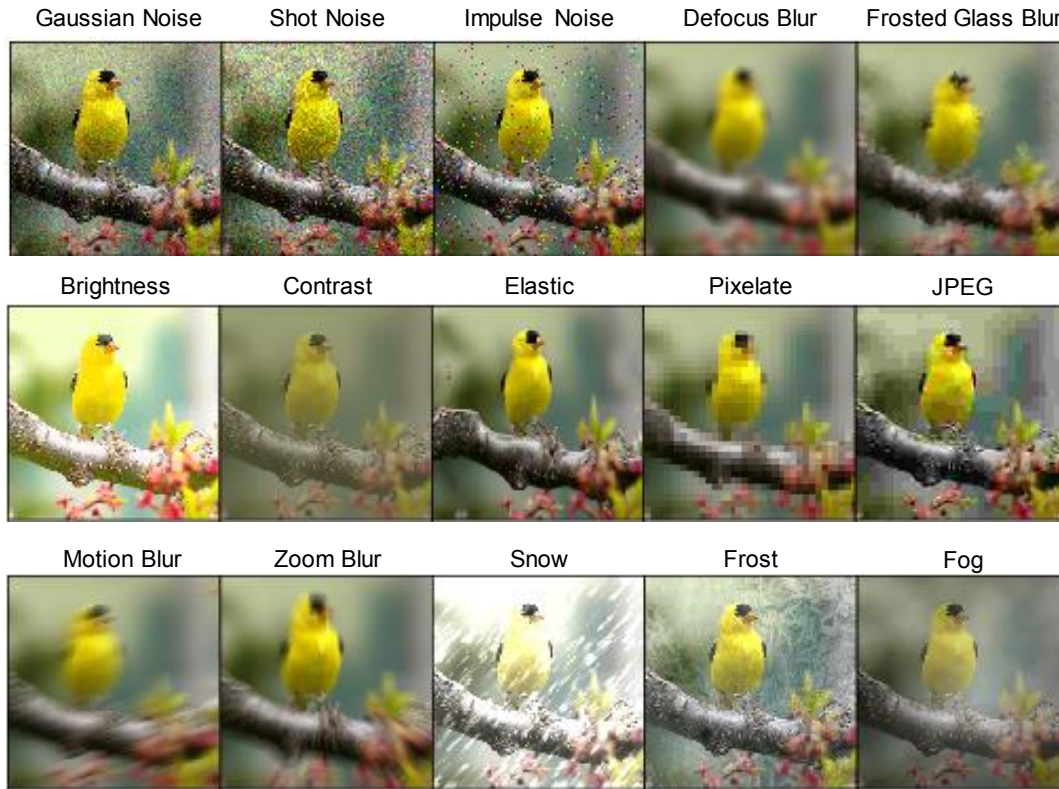 Gaussian Noise Shot Noise Impulse Noise Defocus Blur Frosted Glass Blur
Brightness Contrast Elastic Pixelate JPEG
Motion Blur Zoom Blur Snow Frost Fog